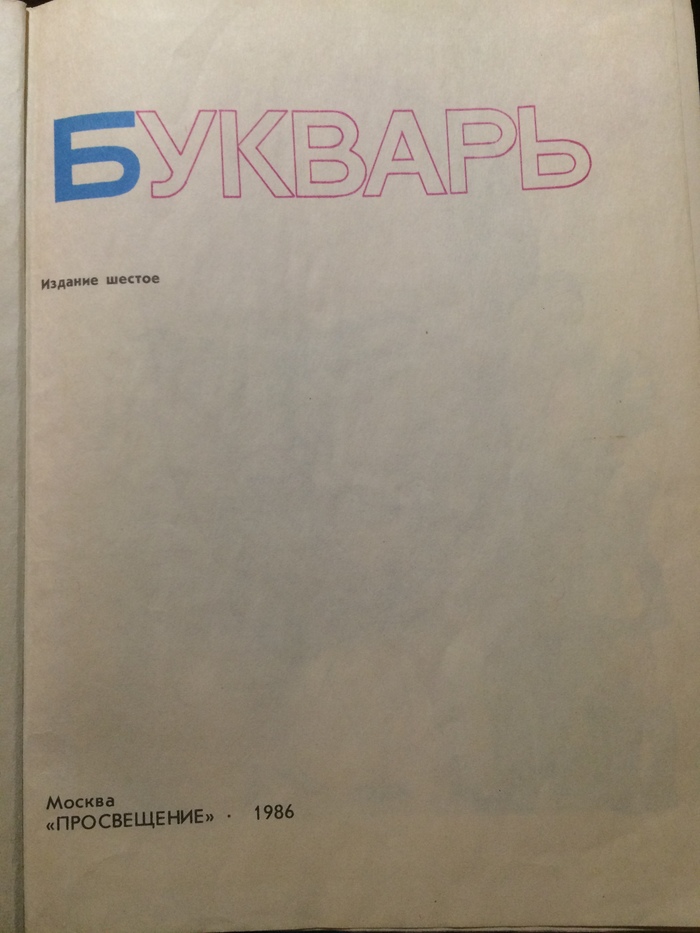 БУКВАРЬ
Издание шестое
Москва
«ПРОСВЕЩЕНИЕ» · 1986